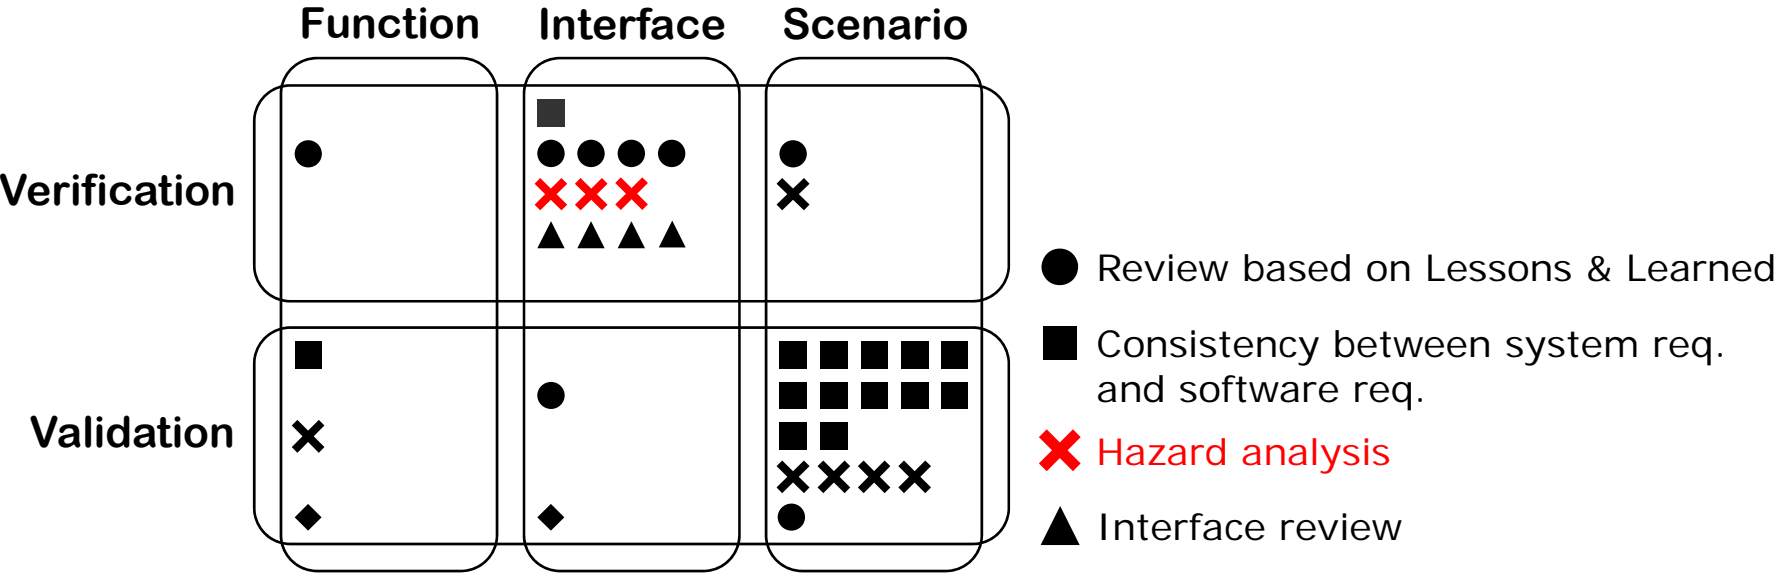 Function Interface Scenario
Verification
Validation
Review based on Lessons & Learned
Consistency between system req.
and software req.
Hazard analysis
Interface review